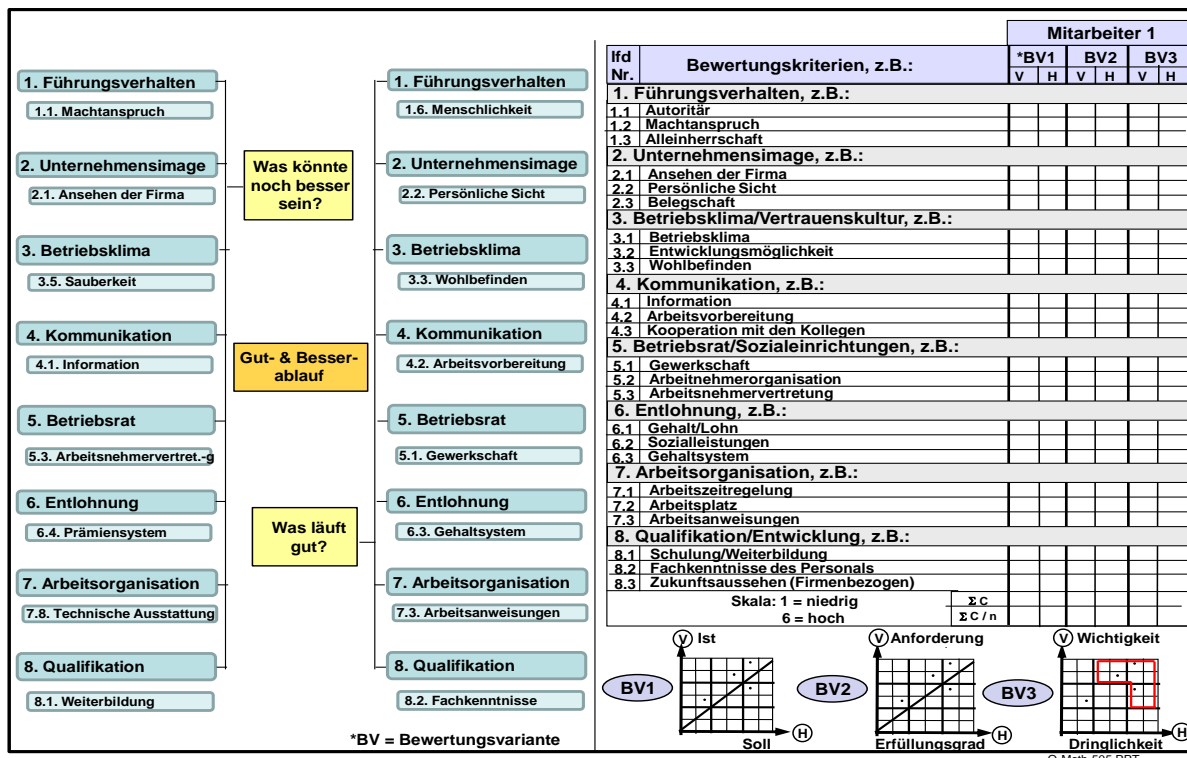 1. Führungsverhalten
1.1. Machtanspruch
2. Unternehmensimage
2.1. Ansehen der Firma
3. Betriebsklima
3.5. Sauberkeit
4. Kommunikation
4.1. Information
5. Betriebsrat
5.3. Arbeitsnehmervertret.-g
6. Entlohnung
6.4. Prämiensystem
7. Arbeitsorganisation
7.8. Technische Ausstattung
8. Qualifikation
8.1. Weiterbildung
Was könnte
noch besser
sein?
Gut- & Besser-
ablauf
Was läuft
gut?
1. Führungsverhalten
1.6. Menschlichkeit
2. Unternehmensimage
2.2. Persönliche Sicht
3. Betriebsklima
3.3. Wohlbefinden
4. Kommunikation
4.2. Arbeitsvorbereitung
5. Betriebsrat
5.1. Gewerkschaft
6. Entlohnung
6.3. Gehaltsystem
7. Arbeitsorganisation
7.3. Arbeitsanweisungen
8. Qualifikation
8.2. Fachkenntnisse
*BV = Bewertungsvariante
Mitarbeiter 1
lfd Nr. Bewertungskriterien, z.B.: *BV1 BV2 BV3
V H V H V H
1. Führungsverhalten, z.B.:
1.1 Autoritär
1.2 Machtanspruch
1.3 Alleinherrschaft
2. Unternehmensimage, z.B.:
2.1 Ansehen der Firma
2.2 Persönliche Sicht
2.3 Belegschaft
3. Betriebsklima/Vertrauenskultur, z.B.:
3.1 Betriebsklima
3.2 Entwicklungsmöglichkeit
3.3 Wohlbefinden
4. Kommunikation, z.B.:
4.1 Information
4.2 Arbeitsvorbereitung
4.3 Kooperation mit den Kollegen
5. Betriebsrat/Sozialeinrichtungen, z.B.:
5.1 Gewerkschaft
5.2 Arbeitnehmerorganisation
5.3 Arbeitsnehmervertretung
6. Entlohnung, z.B.:
6.1 Gehalt/Lohn
6.2 Sozialleistungen
6.3 Gehaltsystem
7. Arbeitsorganisation, z.B.:
7.1 Arbeitszeitregelung
7.2 Arbeitsplatz
7.3 Arbeitsanweisungen
8. Qualifikation/Entwicklung, z.B.:
8.1 Schulung/Weiterbildung
8.2 Fachkenntnisse des Personals
8.3 Zukunftsaussehen (Firmenbezogen)
Skala: 1 = niedrig Σ C
6 = hoch Σ C / n
V Ist
BV1
Soll H
V Anforderung
BV2
Erfüllungsgrad H
V Wichtigkeit
BV3
Dringlichkeit H